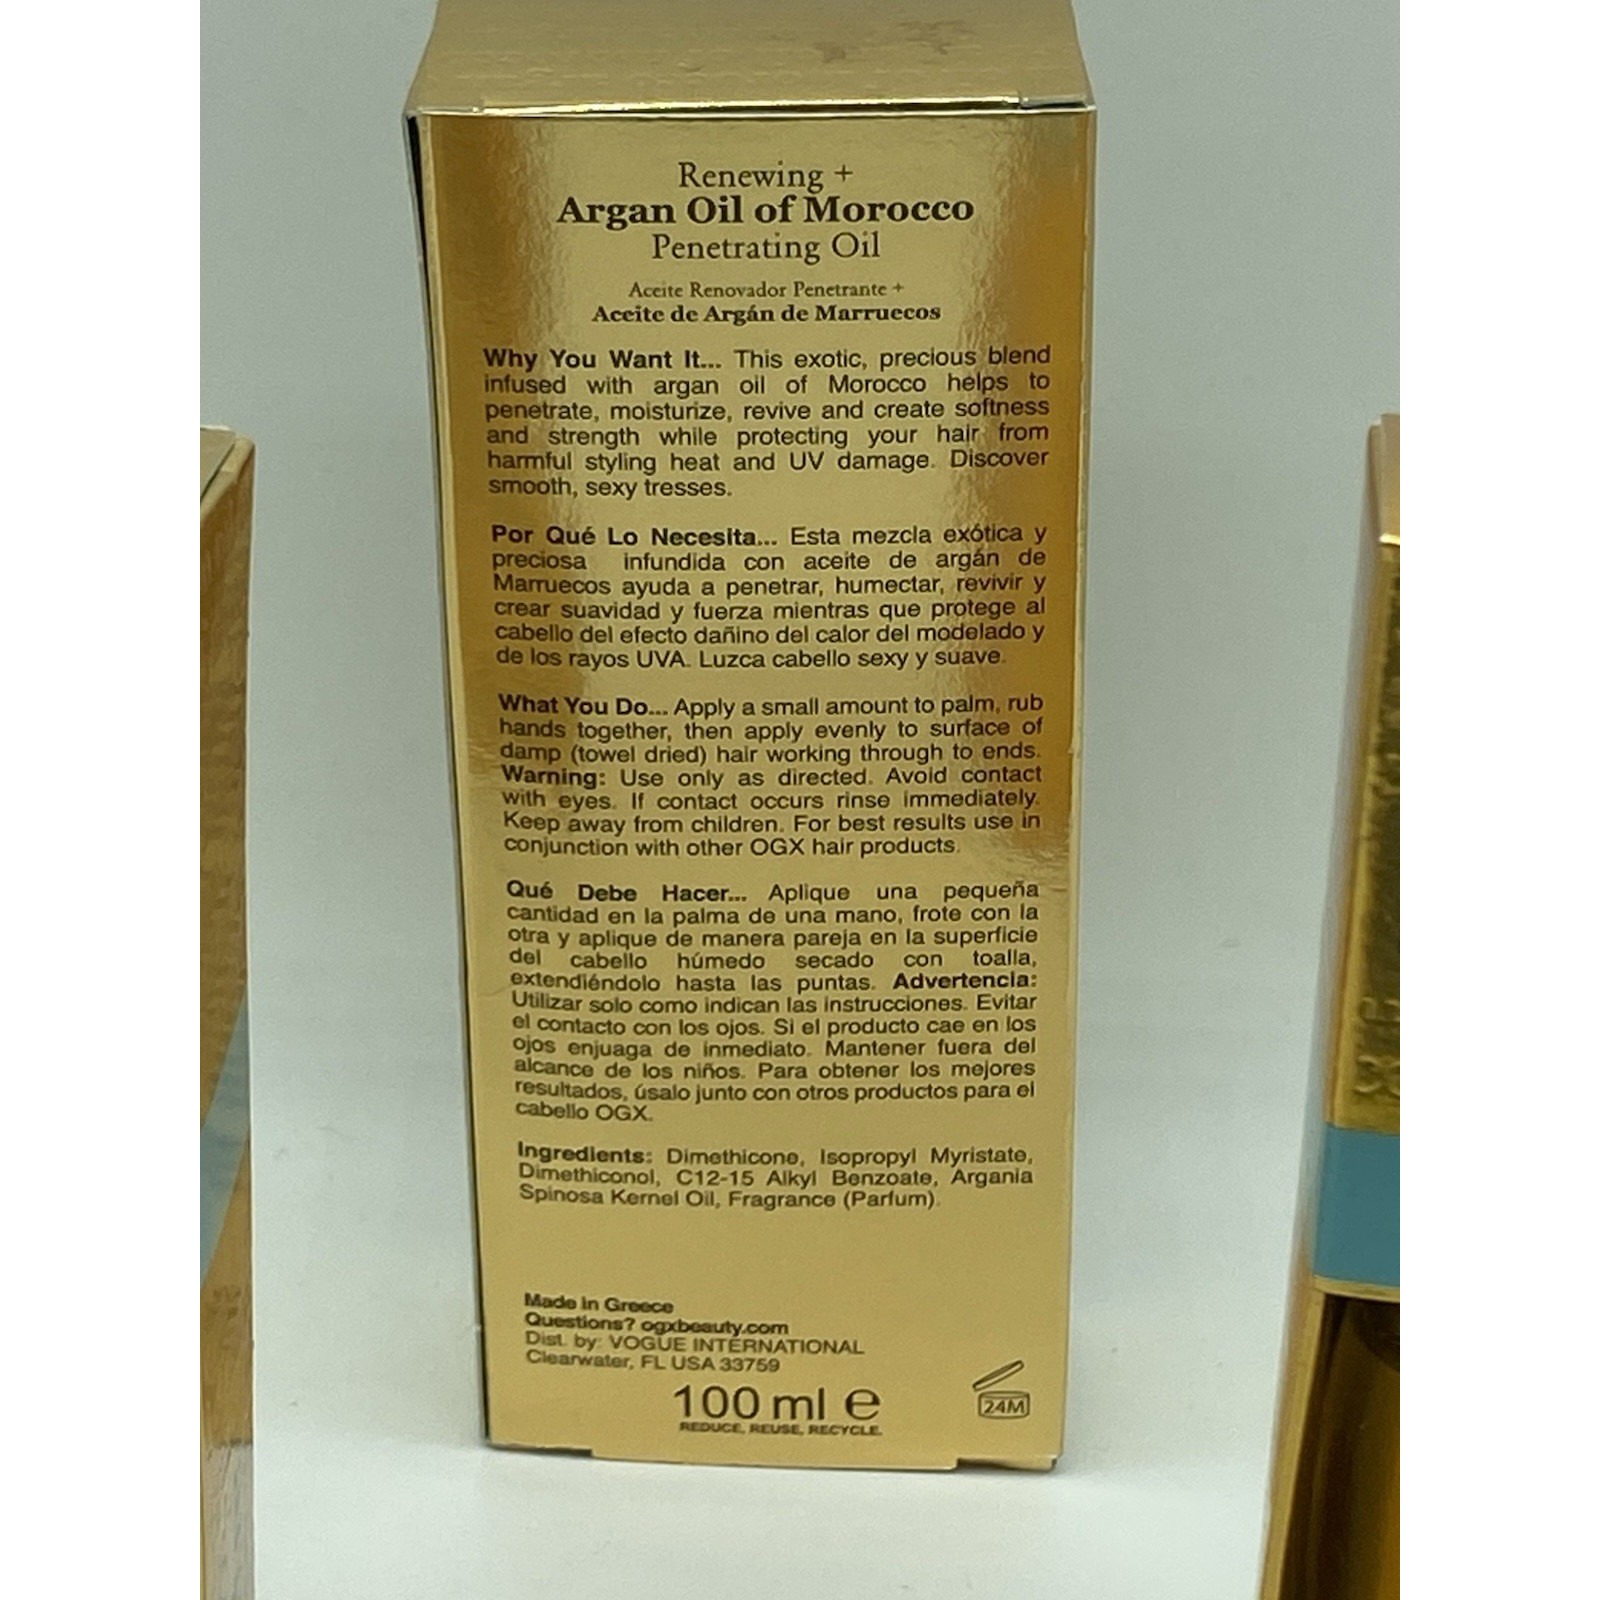 Renewing +
Argan Oil of Morocco
Penetrating Oil
Aceite Renovador Penetrante +
Aceite de Argán de Marruecos
Why You Want It... This exotic, precious blend
infused with argan oil of Morocco helps to
penetrate, moisturize, revive and create softness
and strength while protecting your hair from
harmful styling heat and UV damage. Discover
smooth, sexy tresses.
Por Qué Lo Necesita... Esta mezcla exótica y
preciosa infundida con aceite de argán de
Marruecos ayuda a penetrar, humectar, revivir y
crear suavidad y fuerza mientras que protege al
cabello del efecto dañino del calor del modelado y
de los rayos UVA. Luzca cabello sexy y suave.
What You Do... Apply a small amount to palm, rub
hands together, then apply evenly to surface of
damp (towel dried) hair working through to ends.
Warning: Use only as directed. Avoid contact
with eyes. If contact occurs rinse immediately.
Keep away from children. For best results use in
conjunction with other OGX hair products.
Qué Debe Hacer... Aplique una pequeña
cantidad en la palma de una mano, frote con la
otra y aplique de manera pareja en la superficie
del cabello húmedo secado con toalla,
extendiéndolo hasta las puntas. Advertencia:
Utilizar solo como indican las instrucciones. Evitar
el contacto con los ojos. Si el producto cae en los
ojos enjuaga de inmediato. Mantener fuera del
alcance de los niños. Para obtener los mejores
resultados, úsalo junto con otros productos para el
cabello OGX.
Ingredients: Dimethicone, Isopropyl Myristate,
Dimethiconol, C12-15 Alkyl Benzoate, Argania
Spinosa Kernel Oil, Fragrance (Parfum).
Made in Greece
Questions? ogxbeauty.com
Dist. by: VOGUE INTERNATIONAL
Clearwater, FL USA 33759
100 ml e
24M
REDUCE, REUSE, RECYCLE.